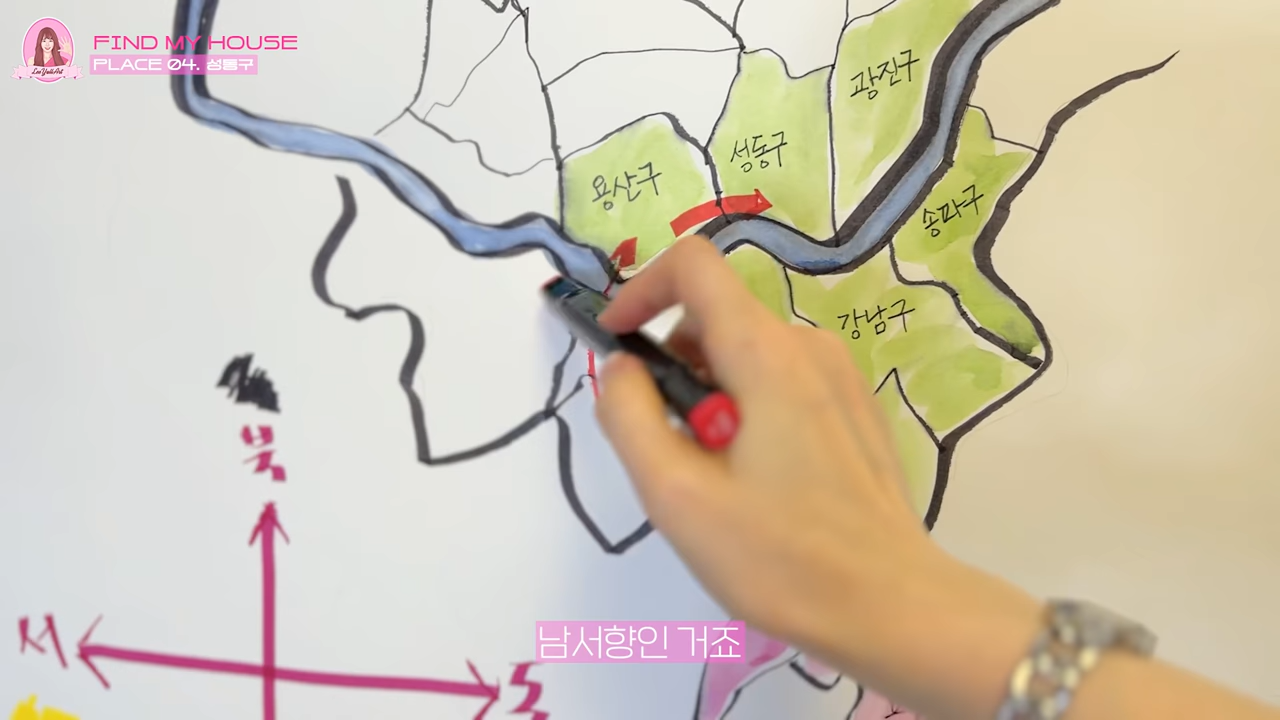 FIND MY HOUSE
PLACE 04. 성동구
LeeYuliArt
광진구
성동구
용산구
송파구
강남구
북
서
동
남서향인 거죠